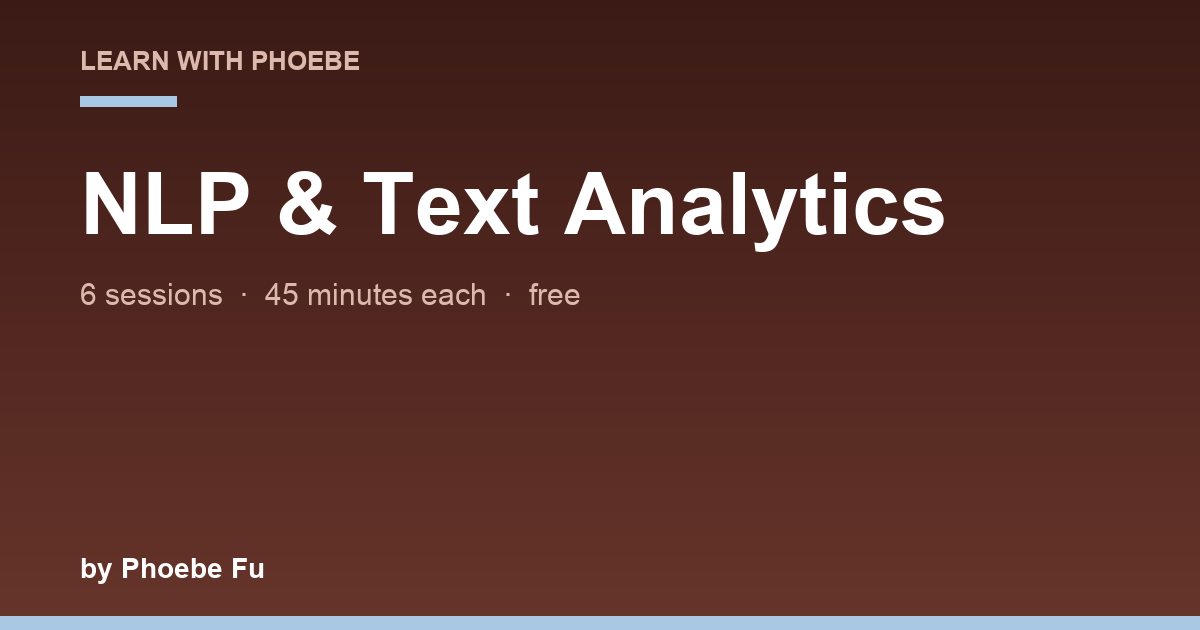 LEARN WITH PHOEBE
NLP & Text Analytics
6 sessions · 45 minutes each · free
by Phoebe Fu